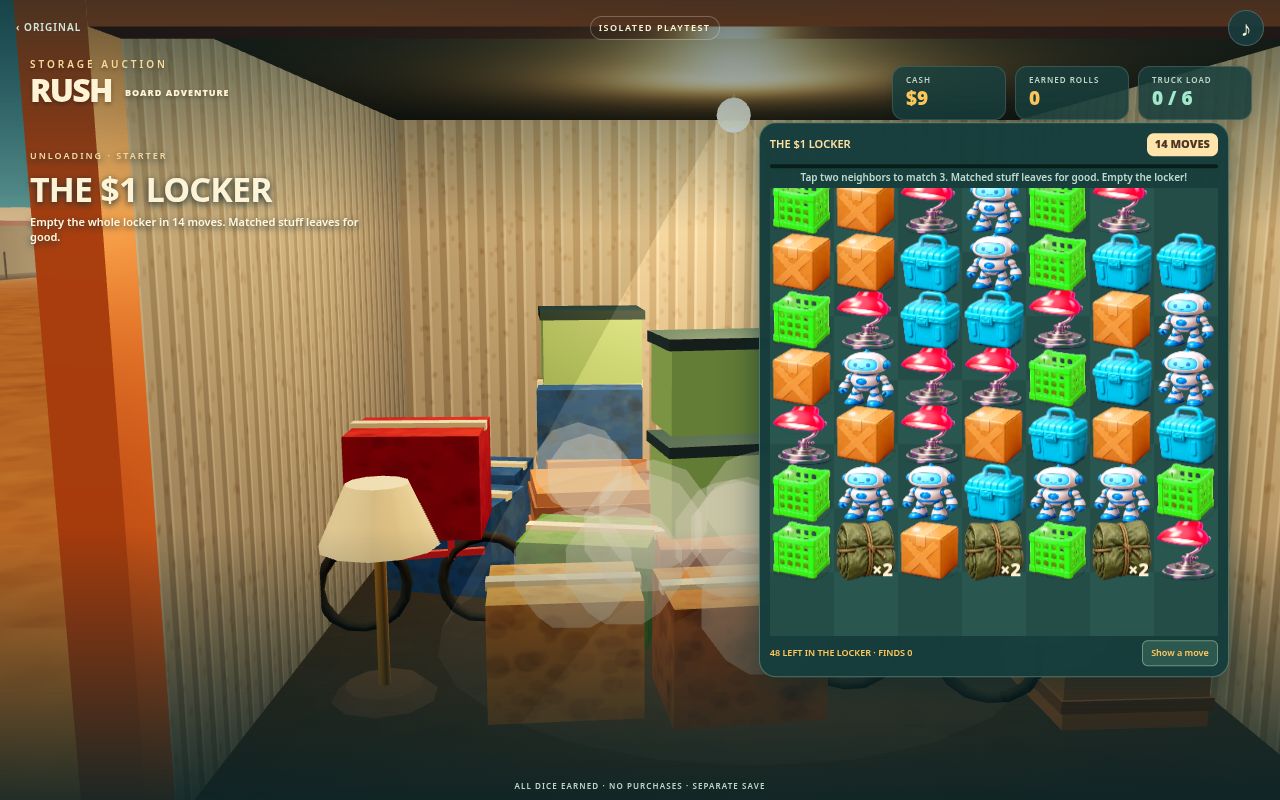 ‹ ORIGINAL
ISOLATED PLAYTEST
♪
STORAGE AUCTION
RUSH BOARD ADVENTURE
CASH
$9
EARNED ROLLS
0
TRUCK LOAD
0 / 6
UNLOADING · STARTER
THE $1 LOCKER
Empty the whole locker in 14 moves. Matched stuff leaves for
good.
THE $1 LOCKER
14 MOVES
Tap two neighbors to match 3. Matched stuff leaves for good. Empty the locker!
×2
×2
×2
48 LEFT IN THE LOCKER · FINDS 0
Show a move
ALL DICE EARNED · NO PURCHASES · SEPARATE SAVE